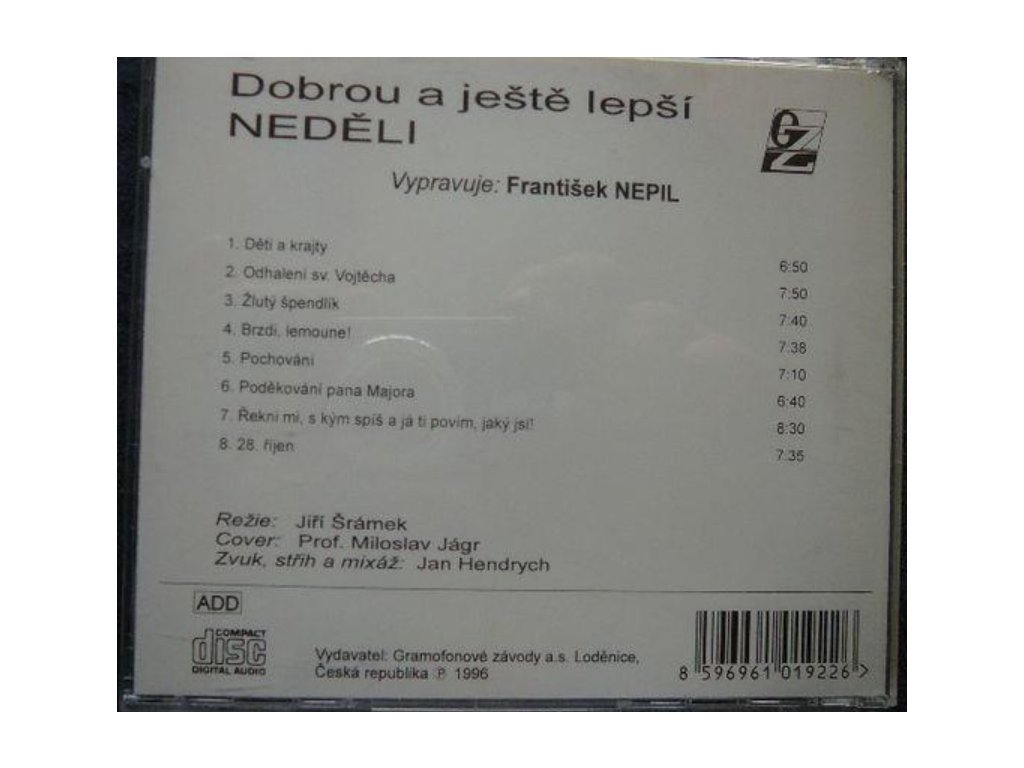 Dobrou a ještě lepší
NEDĚLI
GZ
Vypravuje: František NEPIL
1. Děti a krajty 6:50
2. Odhalení sv. Vojtěcha 7:50
3. Žlutý špendlík 7:40
4. Brzdi, lemoune! 7:38
5. Pochování 7:10
6. Poděkování pana Majora 6:40
7. Řekni mi, s kým spíš a já ti povím, jaký jsi! 8:30
8. 28. říjen 7:35
Režie: Jiří Šrámek
Cover: Prof. Miloslav Jágr
Zvuk, střih a mixáž: Jan Hendrych
ADD
COMPACT
disc
DIGITAL AUDIO
Vydavatel: Gramofonové závody a.s. Loděnice,
Česká republika ℗ 1996
8 596961 019226 >